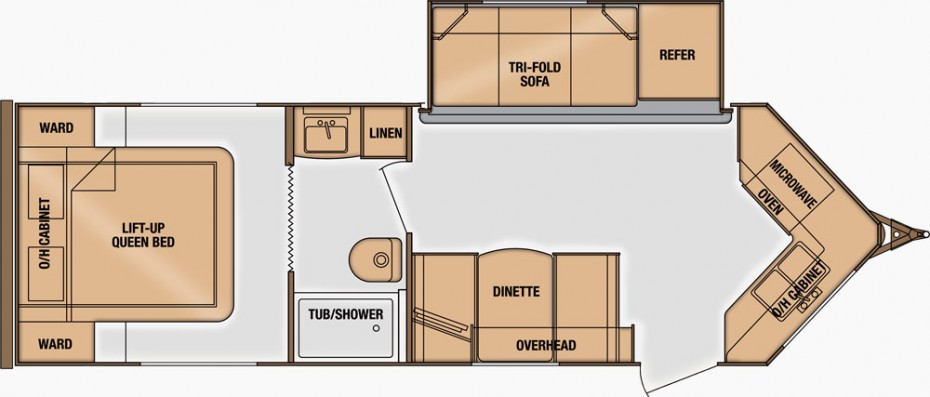 WARD
O/H CABINET
LIFT-UP
QUEEN BED
WARD
LINEN
TUB/SHOWER
TRI-FOLD
SOFA
REFER
DINETTE
OVERHEAD
MICROWAVE
OVEN
O/H CABINET